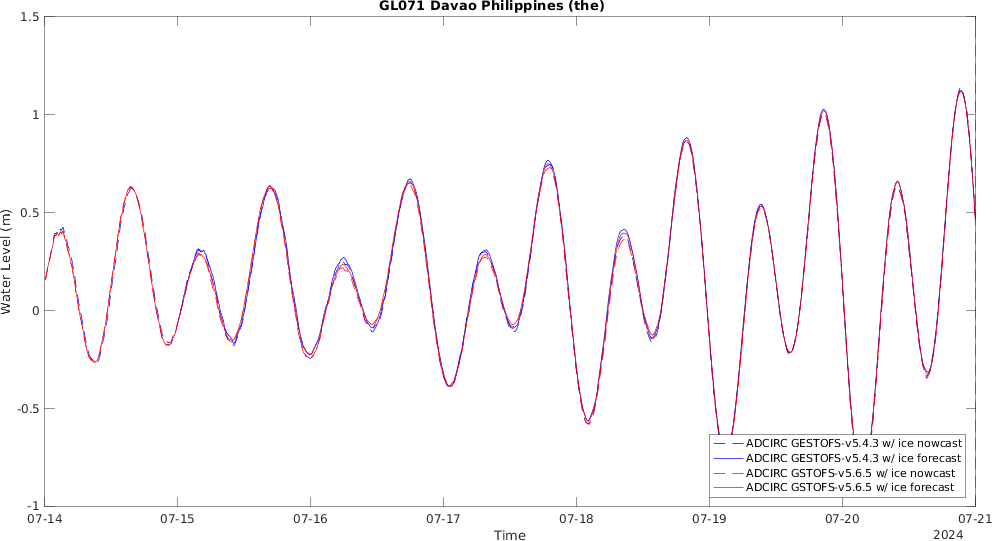 GL071 Davao Philippines (the)
1.5
1
0.5
0
-0.5
-1
Water Level (m)
ADCIRC GESTOFS-v5.4.3 w/ ice nowcast
ADCIRC GESTOFS-v5.4.3 w/ ice forecast
ADCIRC GSTOFS-v5.6.5 w/ ice nowcast
ADCIRC GSTOFS-v5.6.5 w/ ice forecast
07-14 07-15 07-16 07-17 07-18 07-19 07-20 07-21
Time
2024